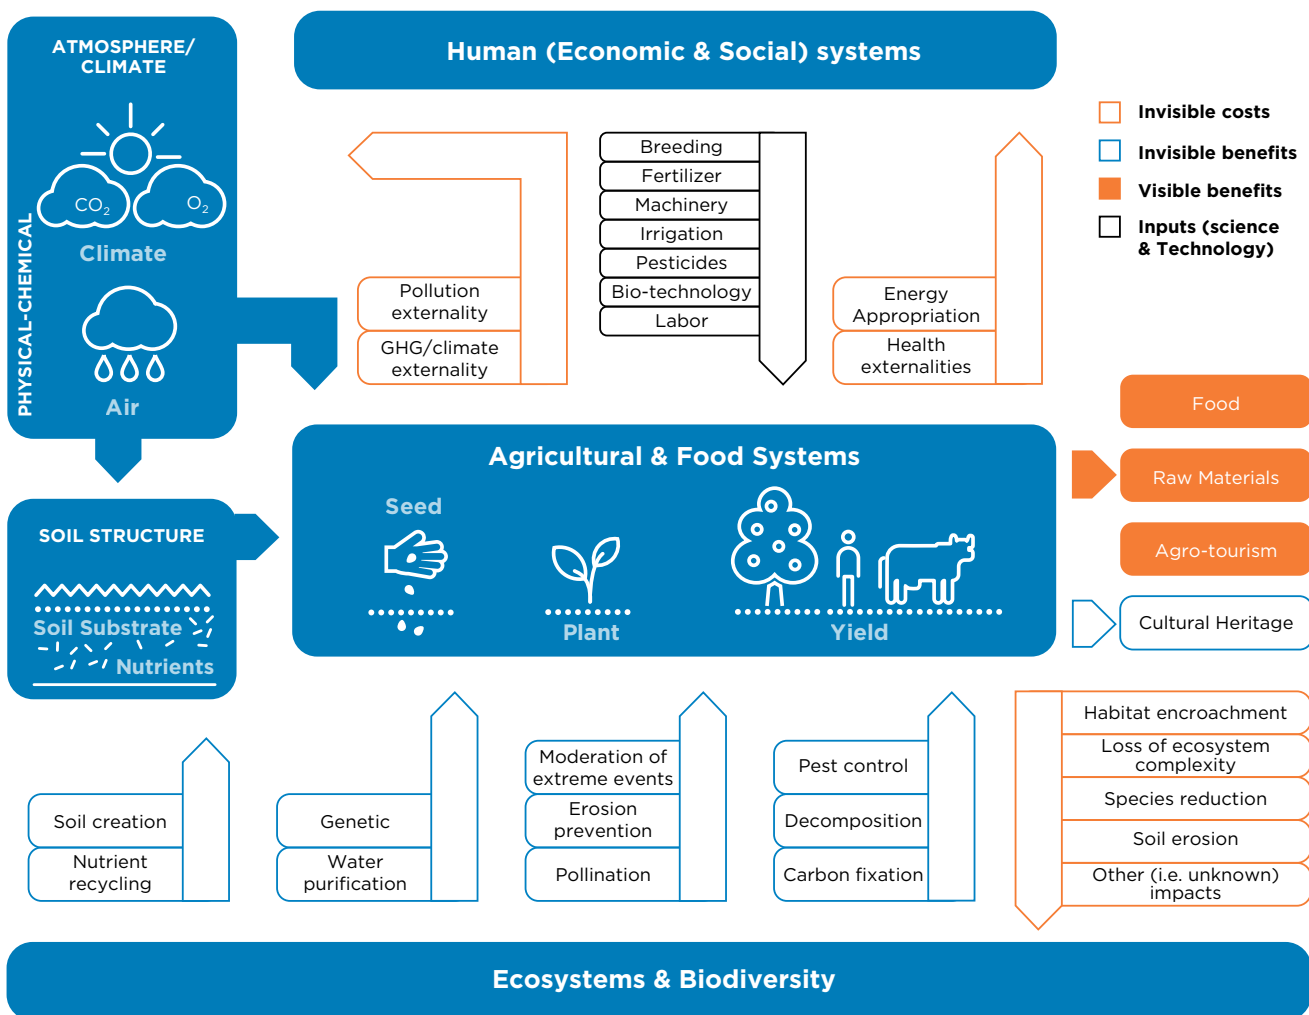 ATMOSPHERE/
CLIMATE
PHYSICAL-CHEMICAL
CO₂
O₂
Climate
Air
Human (Economic & Social) systems
Invisible costs
Invisible benefits
Visible benefits
Inputs (science
& Technology)
Pollution
externality
GHG/climate
externality
Breeding
Fertilizer
Machinery
Irrigation
Pesticides
Bio-technology
Labor
Energy
Appropriation
Health
externalities
SOIL STRUCTURE
Soil Substrate
Nutrients
Agricultural & Food Systems
Seed
Plant
Yield
Food
Raw Materials
Agro-tourism
Cultural Heritage
Soil creation
Nutrient
recycling
Genetic
Water
purification
Moderation of
extreme events
Erosion
prevention
Pollination
Pest control
Decomposition
Carbon fixation
Habitat encroachment
Loss of ecosystem
complexity
Species reduction
Soil erosion
Other (i.e. unknown)
impacts
Ecosystems & Biodiversity